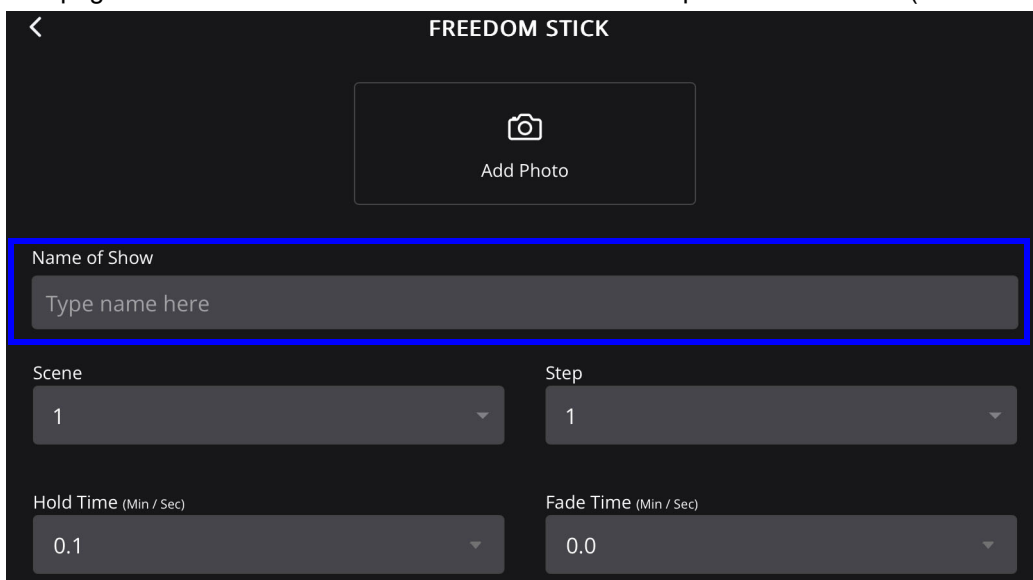 FREEDOM STICK
Add Photo
Name of Show
Type name here
Scene
Step
1
1
Hold Time (Min / Sec)
Fade Time (Min / Sec)
0.1
0.0